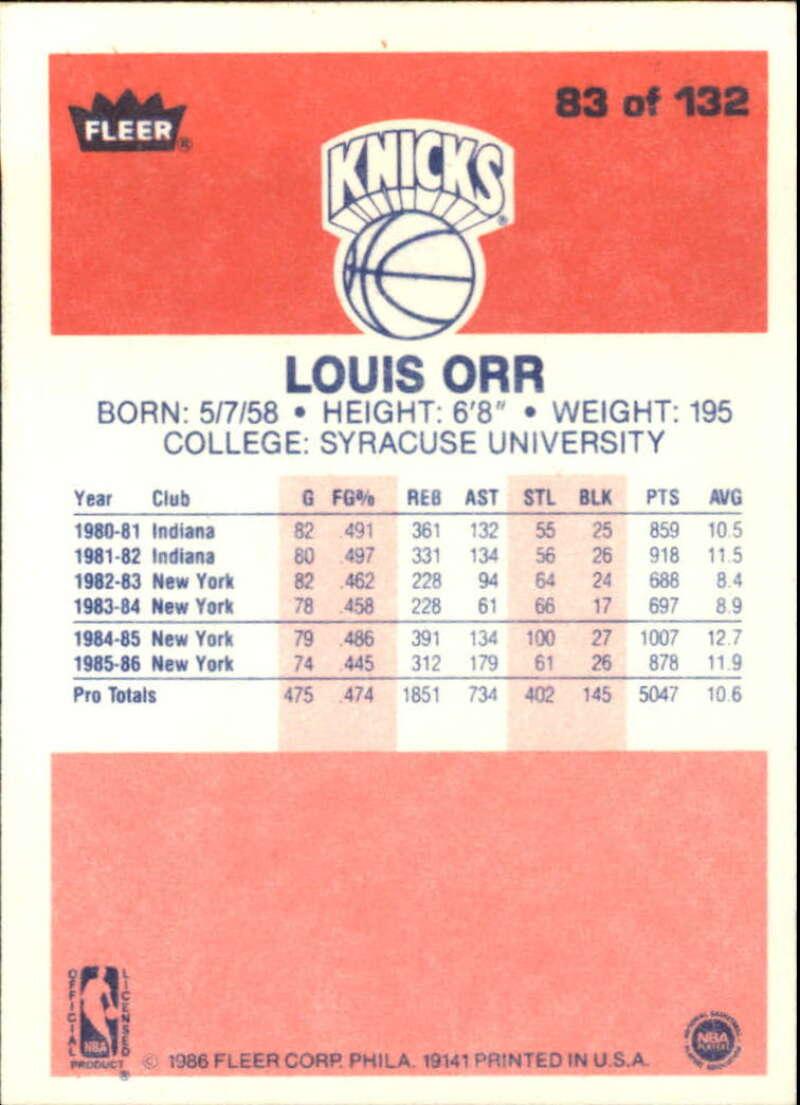 83 of 132
FLEER®
KNICKS®
LOUIS ORR
BORN: 5/7/58 • HEIGHT: 6'8" • WEIGHT: 195
COLLEGE: SYRACUSE UNIVERSITY
Year Club G FG% REB AST STL BLK PTS AVG
1980-81 Indiana 82 .491 361 132 55 25 859 10.5
1981-82 Indiana 80 .497 331 134 56 26 918 11.5
1982-83 New York 82 .462 228 94 64 24 688 8.4
1983-84 New York 78 .458 228 61 66 17 697 8.9
1984-85 New York 79 .486 391 134 100 27 1007 12.7
1985-86 New York 74 .445 312 179 61 26 878 11.9
Pro Totals 475 .474 1851 734 402 145 5047 10.6
OFFICIAL LICENSED
NBA
PRODUCT ®
© 1986 FLEER CORP. PHILA. 19141 PRINTED IN U.S.A.
NATIONAL BASKETBALL
NBA
PLAYERS
ASSOCIATION